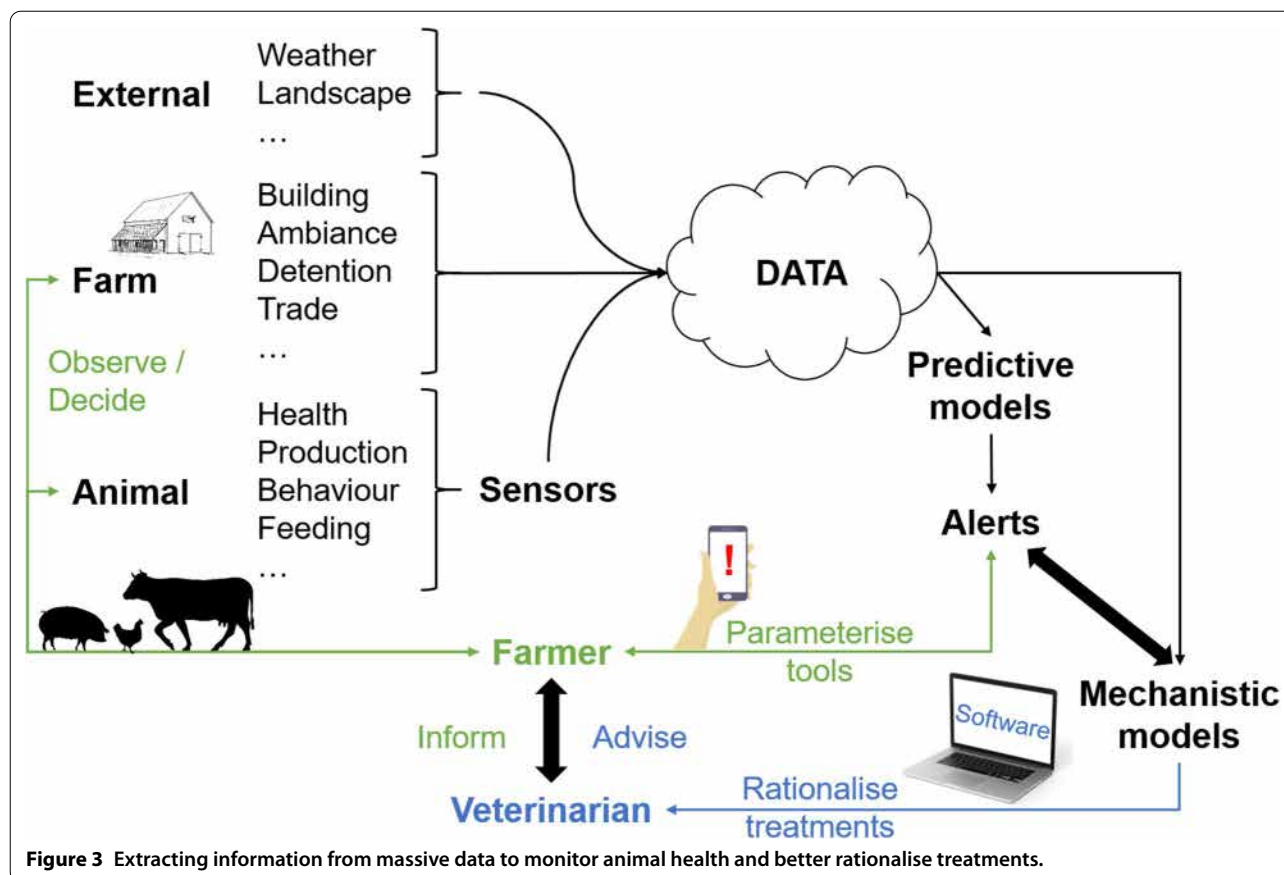 External
Weather
Landscape
…
Farm
Building
Ambiance
Detention
Trade
…
Observe /
Decide
Animal
Health
Production
Behaviour
Feeding
…
Sensors
DATA
Predictive
models
Alerts
!
Parameterise
tools
Farmer
Mechanistic
models
Software
Inform
Advise
Veterinarian
Rationalise
treatments
Figure 3 Extracting information from massive data to monitor animal health and better rationalise treatments.